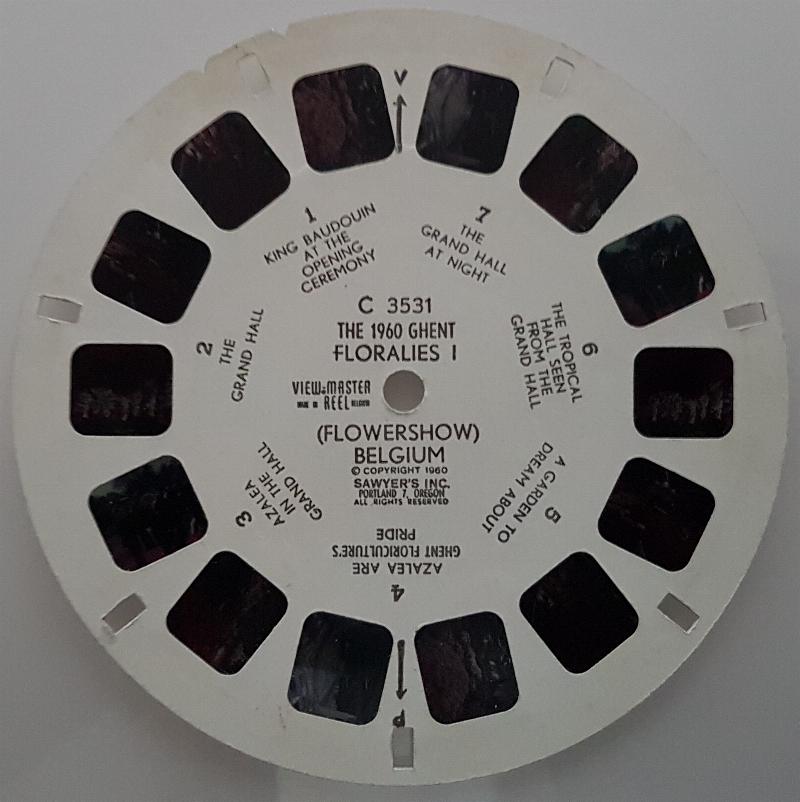 V
1
KING BAUDOUIN
AT THE
OPENING
CEREMONY
7
THE
GRAND HALL
AT NIGHT
C 3531
THE 1960 GHENT
FLORALIES I
2
THE
GRAND HALL
6
THE TROPICAL
HALL SEEN
FROM THE
GRAND HALL
VIEW-MASTER
MADE IN REEL BELGIUM
(FLOWERSHOW)
BELGIUM
© COPYRIGHT 1960
SAWYER'S INC.
PORTLAND 7, OREGON
ALL RIGHTS RESERVED
3
AZALEA
IN THE
GRAND HALL
5
A GARDEN TO
DREAM ABOUT
4
AZALEA ARE
GHENT FLORICULTURE'S
PRIDE
P